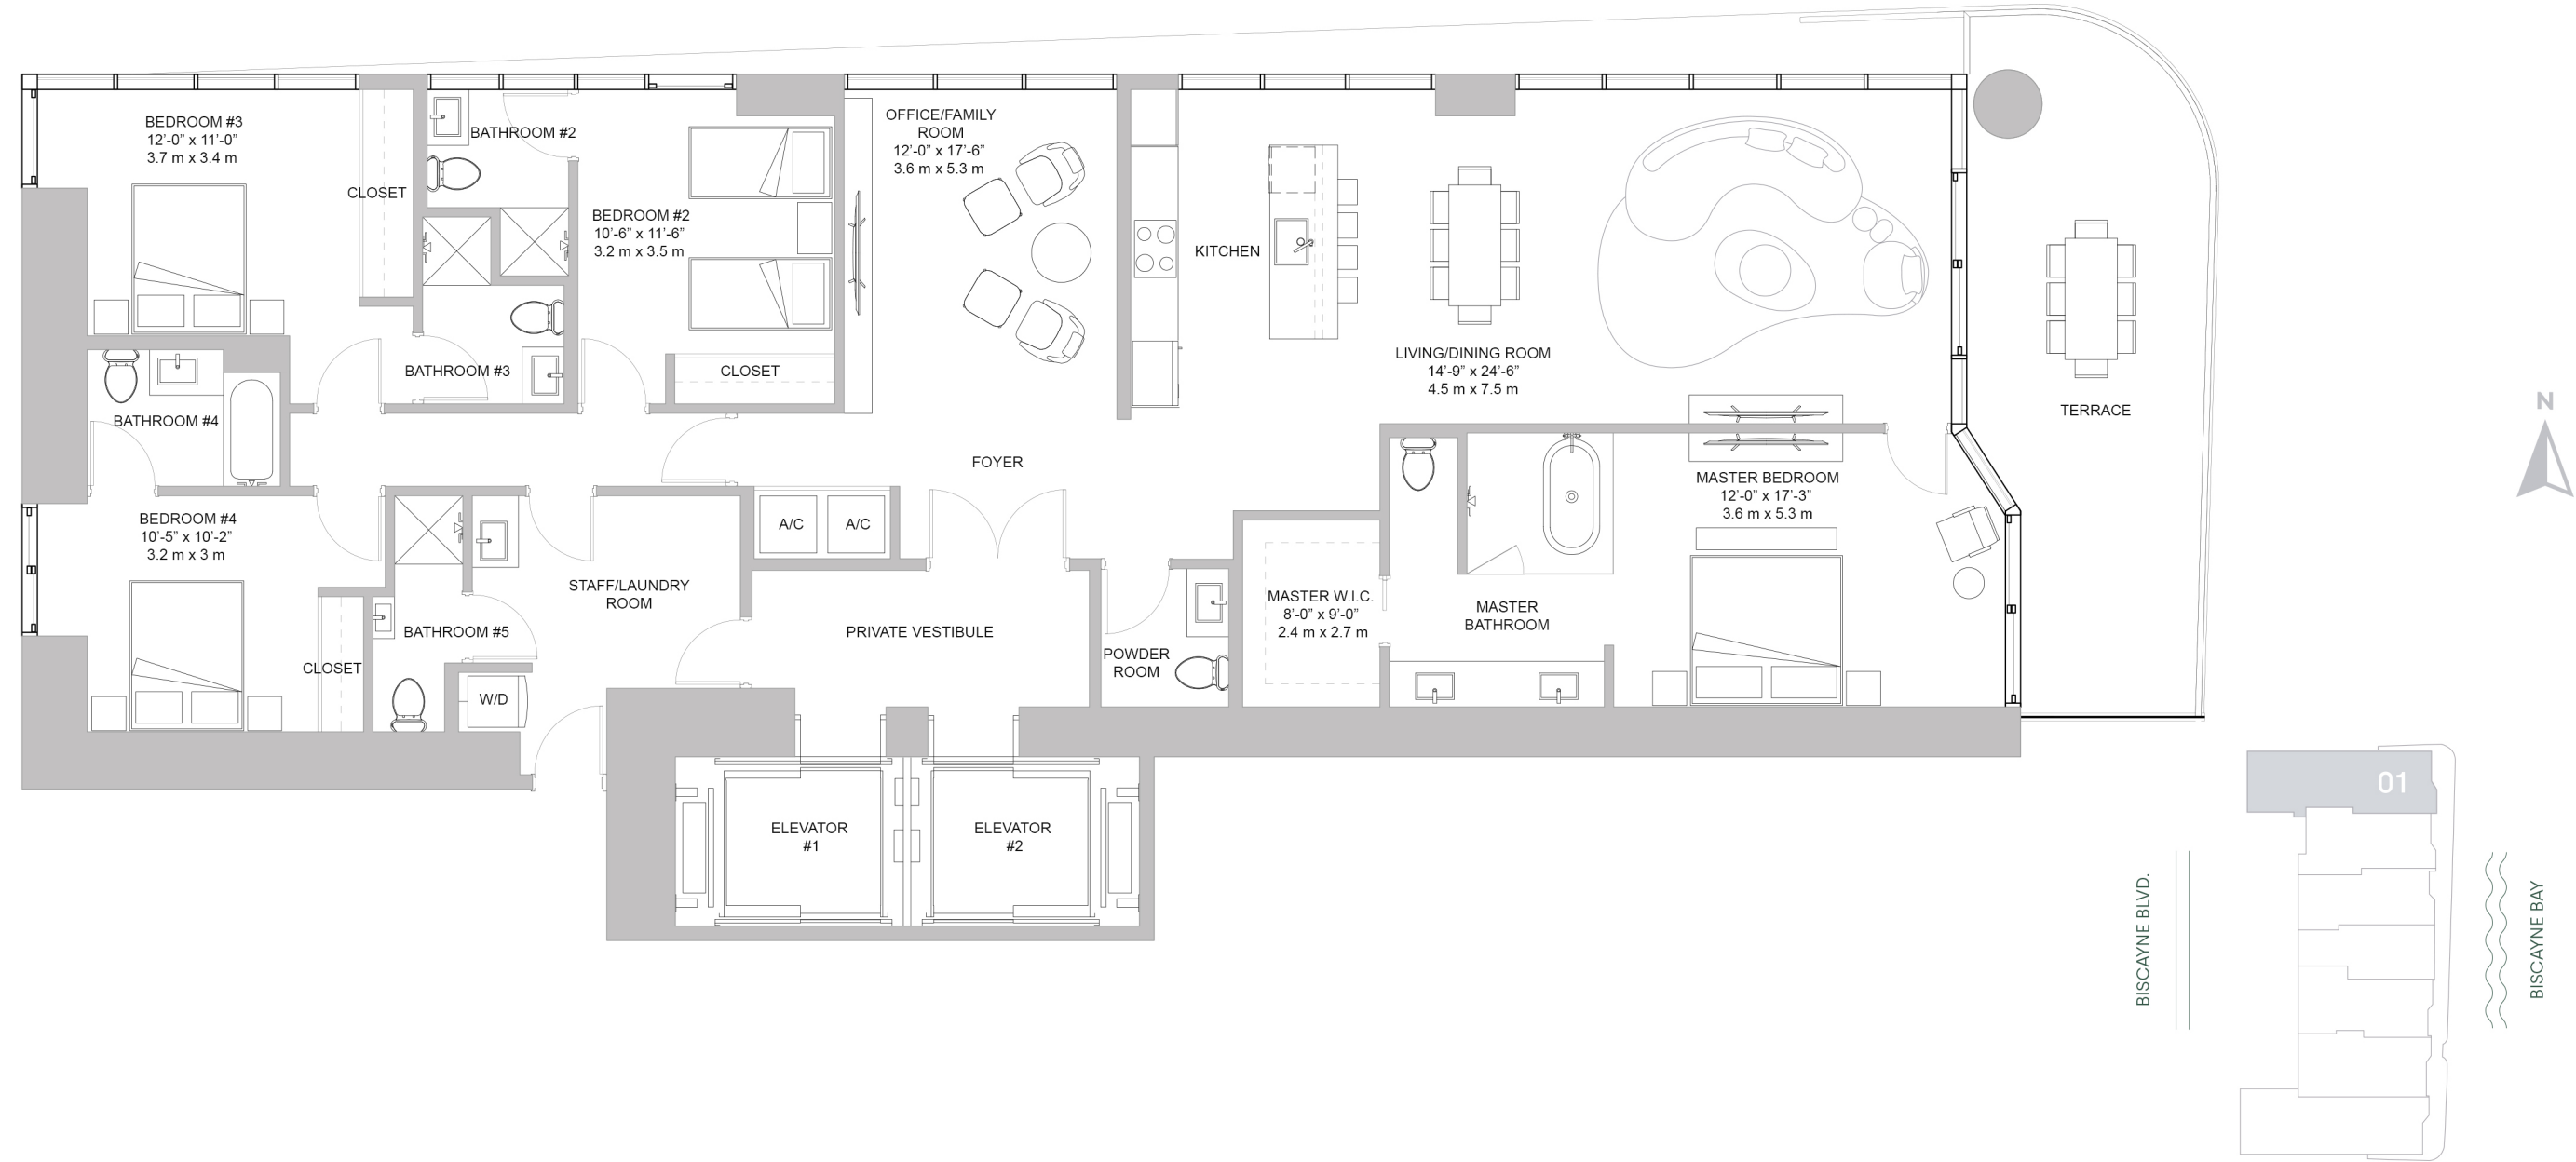 BEDROOM #3
12'-0” x 11'-0”
3.7 m x 3.4 m
CLOSET
BATHROOM #2
BEDROOM #2
10'-6” x 11'-6”
3.2 m x 3.5 m
OFFICE/FAMILY
ROOM
12'-0” x 17'-6”
3.6 m x 5.3 m
KITCHEN
LIVING/DINING ROOM
14'-9” x 24'-6”
4.5 m x 7.5 m
TERRACE
N
BATHROOM #3
CLOSET
BATHROOM #4
FOYER
MASTER BEDROOM
12'-0” x 17'-3”
3.6 m x 5.3 m
BEDROOM #4
10'-5” x 10'-2”
3.2 m x 3 m
A/C
A/C
STAFF/LAUNDRY
ROOM
MASTER W.I.C.
8'-0” x 9'-0”
2.4 m x 2.7 m
MASTER
BATHROOM
BATHROOM #5
PRIVATE VESTIBULE
POWDER
ROOM
CLOSET
W/D
ELEVATOR
#1
ELEVATOR
#2
01
BISCAYNE BLVD.
BISCAYNE BAY